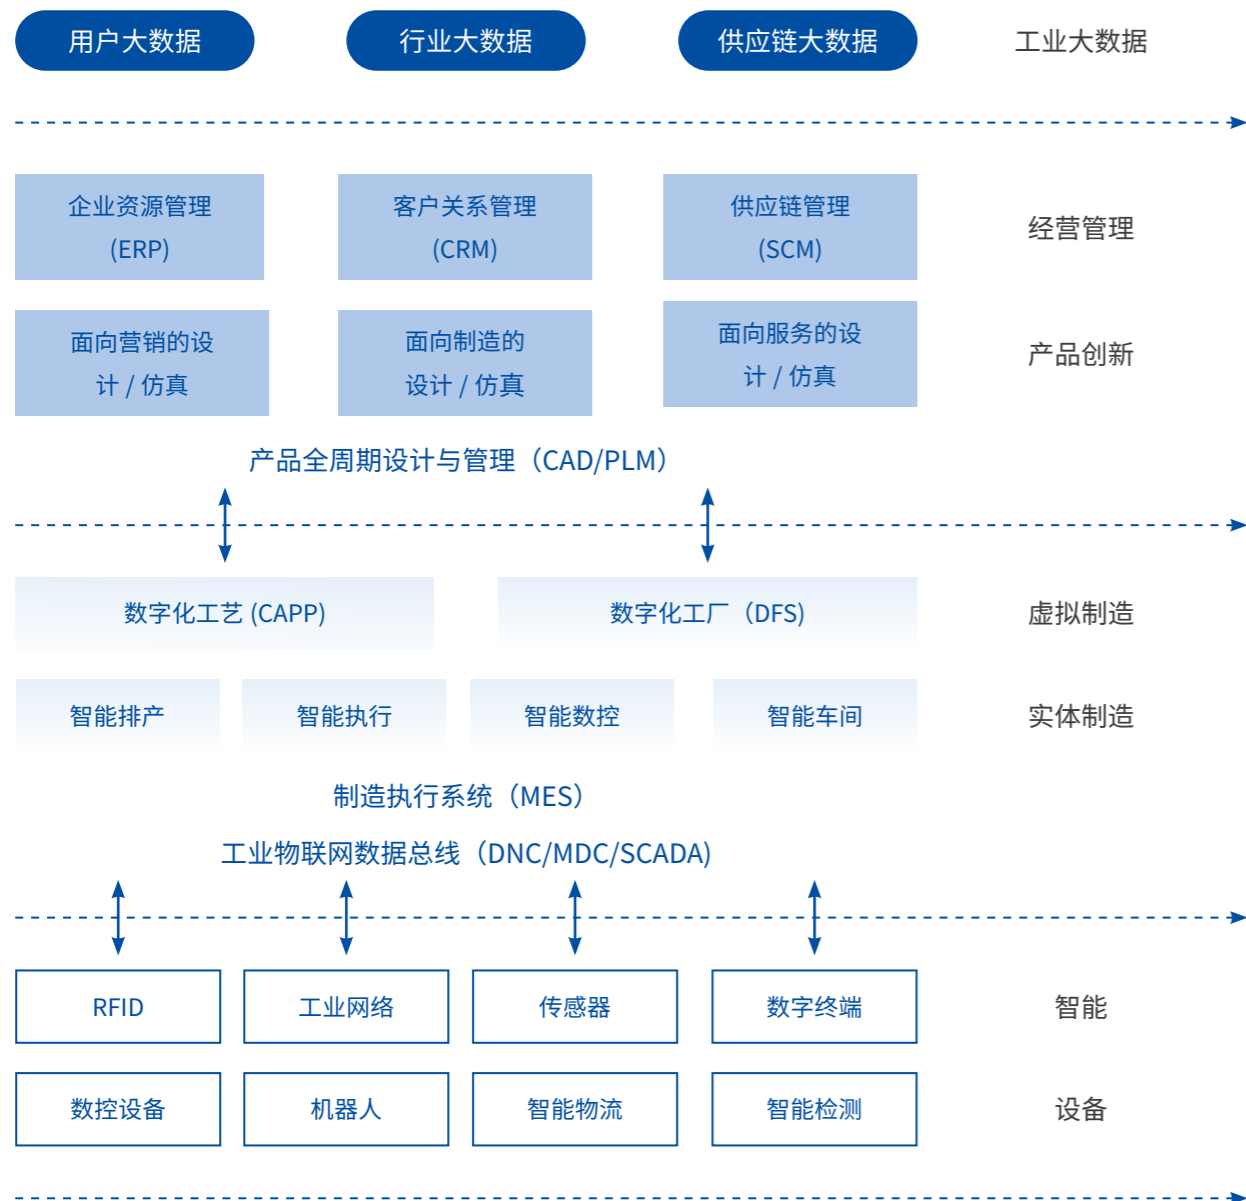 用户大数据 行业大数据 供应链大数据 工业大数据
企业资源管理 客户关系管理 供应链管理
(ERP) (CRM) (SCM)
经营管理
面向营销的设 面向制造的 面向服务的设
计 / 仿真 设计 / 仿真 计 / 仿真
产品创新
产品全周期设计与管理（CAD/PLM）
数字化工艺 (CAPP) 数字化工厂（DFS) 虚拟制造
智能排产 智能执行 智能数控 智能车间 实体制造
制造执行系统（MES）
工业物联网数据总线（DNC/MDC/SCADA)
RFID 工业网络 传感器 数字终端 智能
数控设备 机器人 智能物流 智能检测 设备